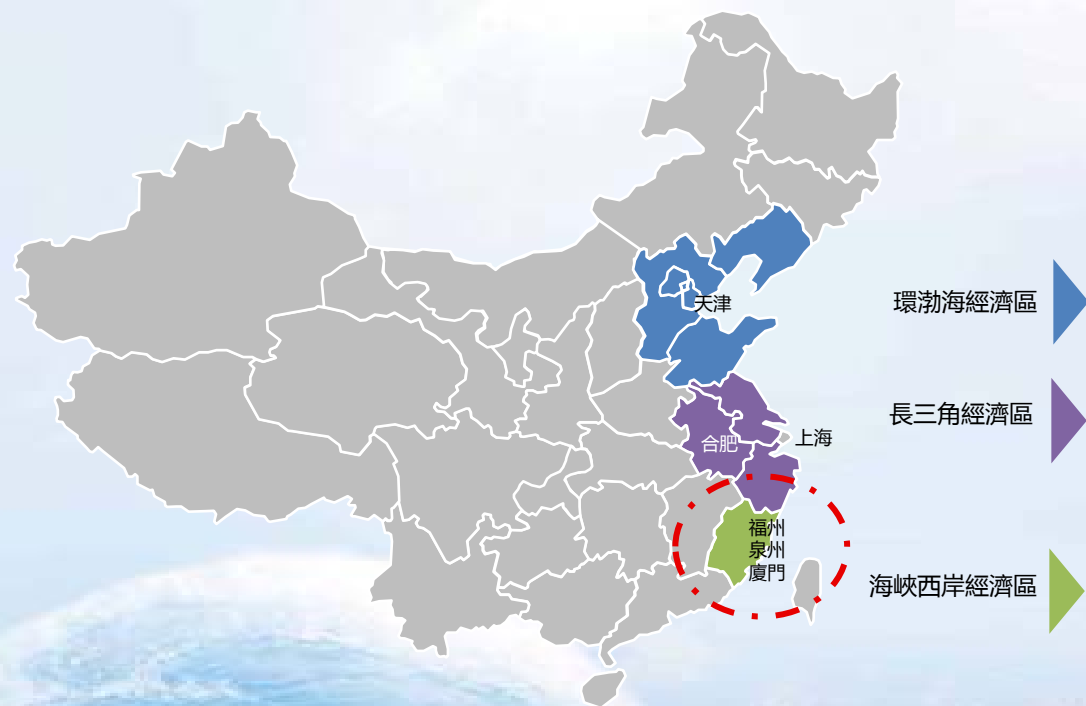 天津
環渤海經濟區
長三角經濟區
合肥
上海
福州
泉州
廈門
海峽西岸經濟區